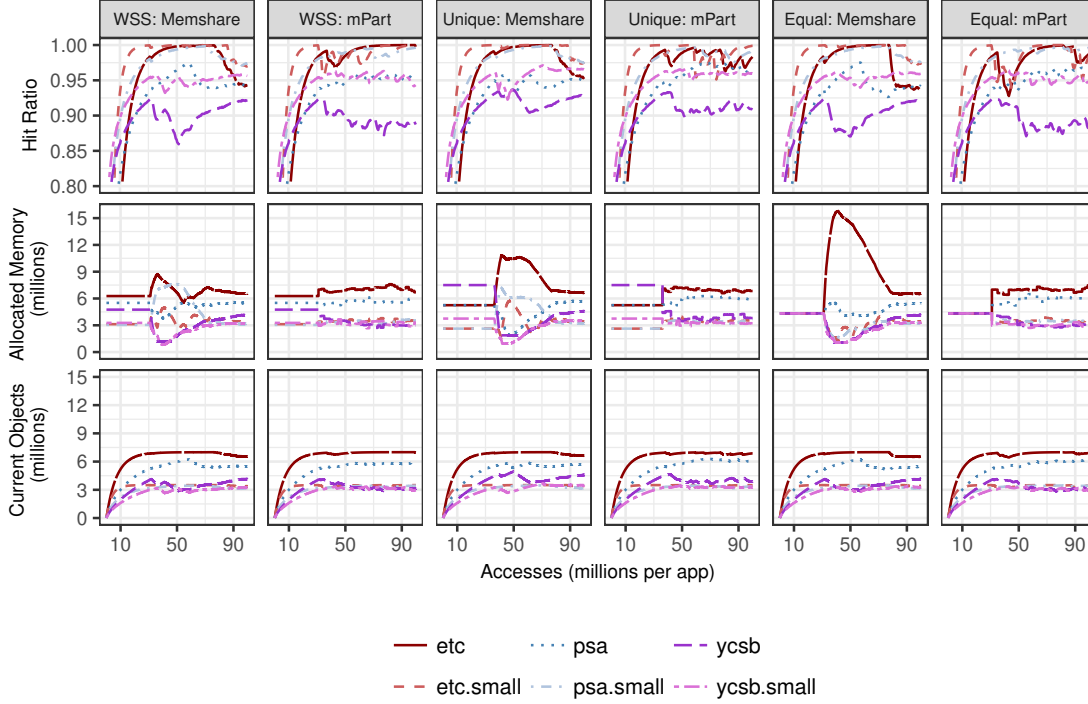 WSS: Memshare
WSS: mPart
Unique: Memshare
Unique: mPart
Equal: Memshare
Equal: mPart
Hit Ratio
1.00
0.95
0.90
0.85
0.80
Allocated Memory
(millions)
15
12
9
6
3
0
Current Objects
(millions)
15
12
9
6
3
0
10 50 90 10 50 90 10 50 90 10 50 90 10 50 90 10 50 90
Accesses (millions per app)
etc psa ycsb
etc.small psa.small ycsb.small